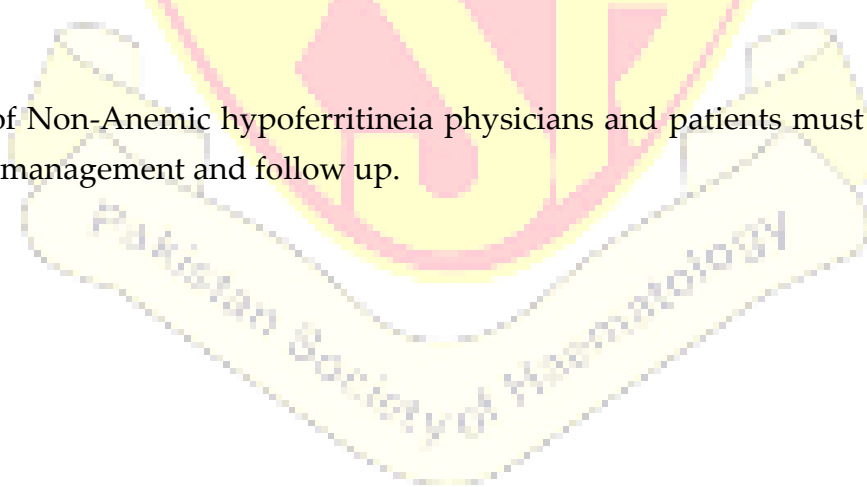 of Non-Anemic hypoferritineia physicians and patients must
management and follow up.
Pakistan Society of Haematology